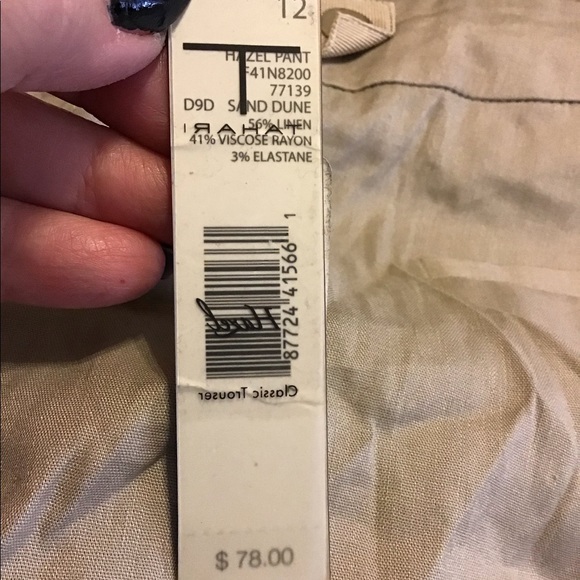 12
T
HAZEL PANT
F41N8200
77139
D9D SAND DUNE
56% LINEN
TAHARI
41% VISCOSE RAYON
3% ELASTANE
87724 41566 1
Hazel
Classic Trouser
$ 78.00